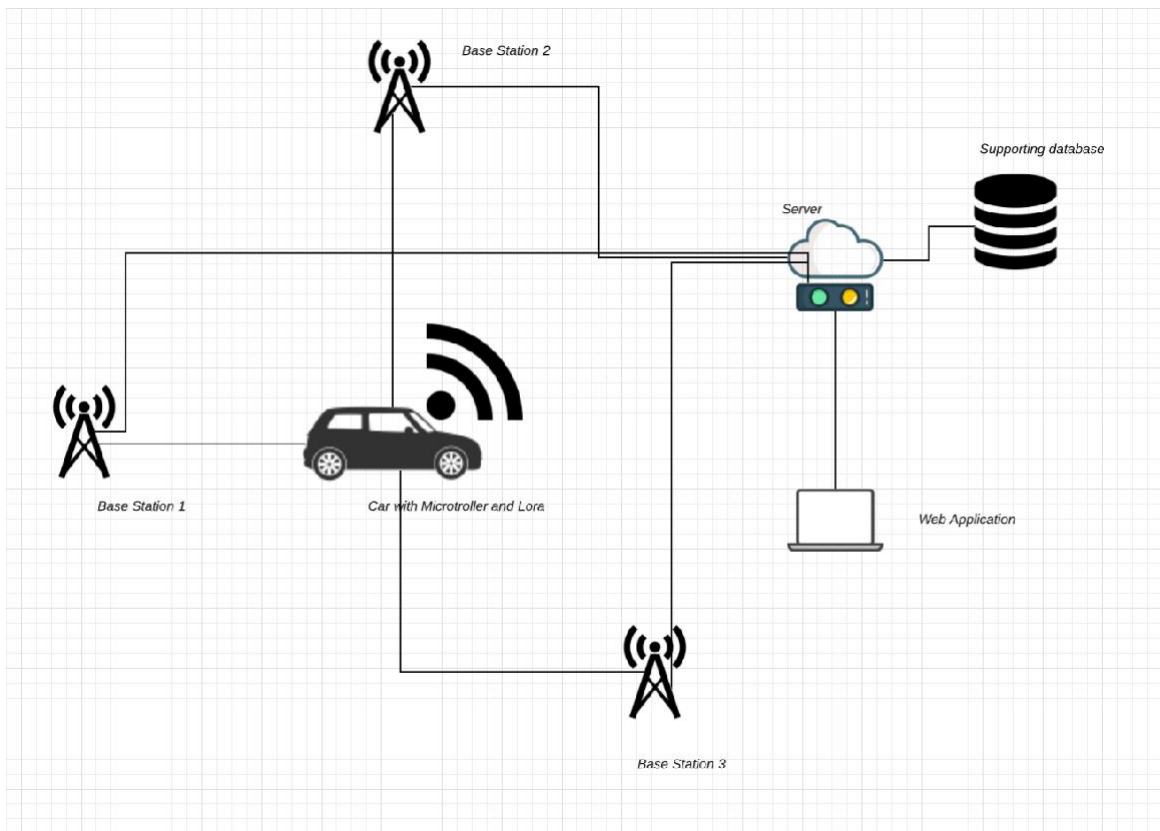 Base Station 2
Supporting database
Server
Base Station 1
Car with Microtroller and Lora
Web Application
Base Station 3